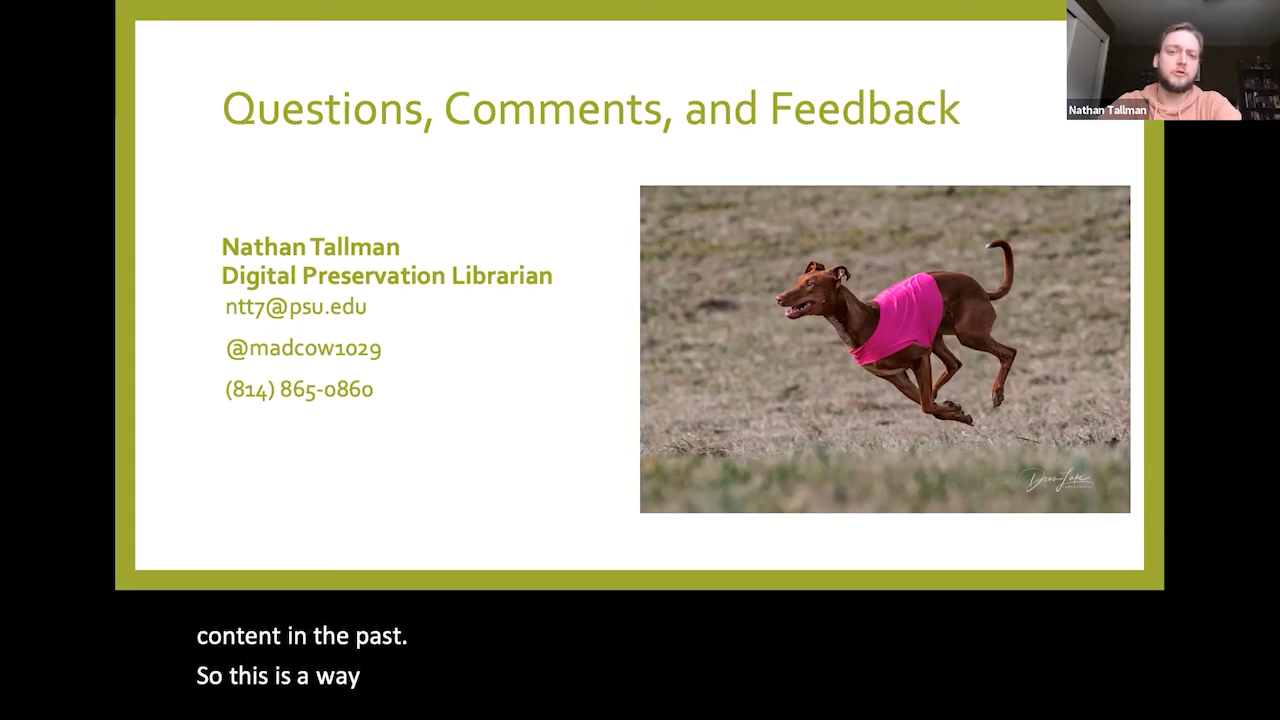 Questions, Comments, and Feedback
Nathan Tallman
Nathan Tallman
Digital Preservation Librarian
ntt7@psu.edu
@madcow1029
(814) 865-0860
content in the past.
So this is a way